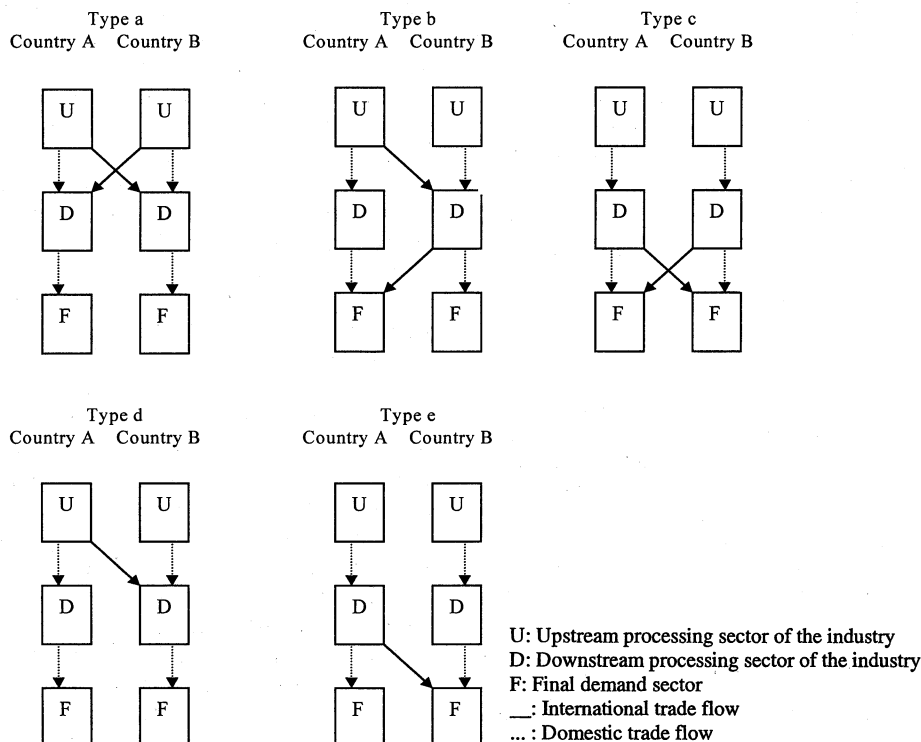 Type a
Country A Country B
U U
D D
F F
Type b
Country A Country B
U U
D D
F F
Type c
Country A Country B
U U
D D
F F
Type d
Country A Country B
U U
D D
F F
Type e
Country A Country B
U U
D D
F F
U: Upstream processing sector of the industry
D: Downstream processing sector of the industry
F: Final demand sector
__: International trade flow
... : Domestic trade flow